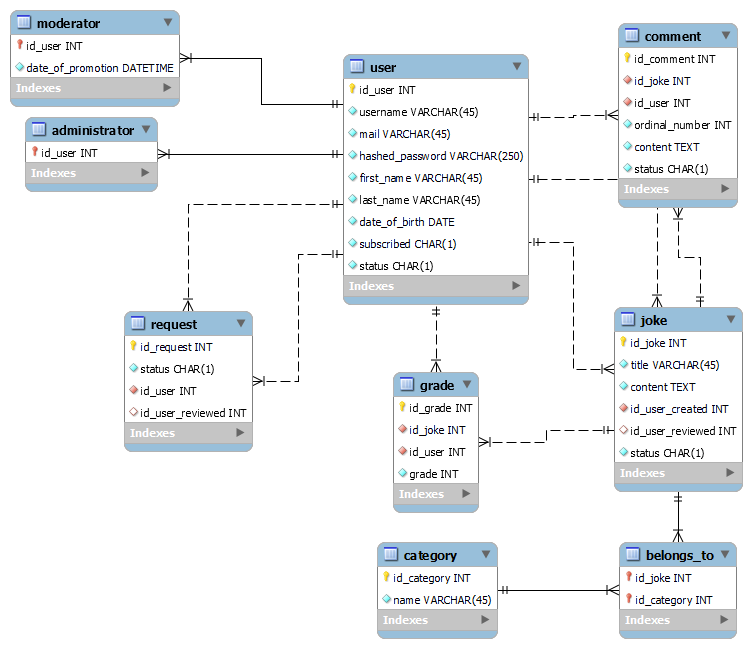 moderator
id_user INT
date_of_promotion DATETIME
Indexes
administrator
id_user INT
Indexes
user
id_user INT
username VARCHAR(45)
mail VARCHAR(45)
hashed_password VARCHAR(250)
first_name VARCHAR(45)
last_name VARCHAR(45)
date_of_birth DATE
subscribed CHAR(1)
status CHAR(1)
Indexes
comment
id_comment INT
id_joke INT
id_user INT
ordinal_number INT
content TEXT
status CHAR(1)
Indexes
request
id_request INT
status CHAR(1)
id_user INT
id_user_reviewed INT
Indexes
grade
id_grade INT
id_joke INT
id_user INT
grade INT
Indexes
joke
id_joke INT
title VARCHAR(45)
content TEXT
id_user_created INT
id_user_reviewed INT
status CHAR(1)
Indexes
category
id_category INT
name VARCHAR(45)
Indexes
belongs_to
id_joke INT
id_category INT
Indexes